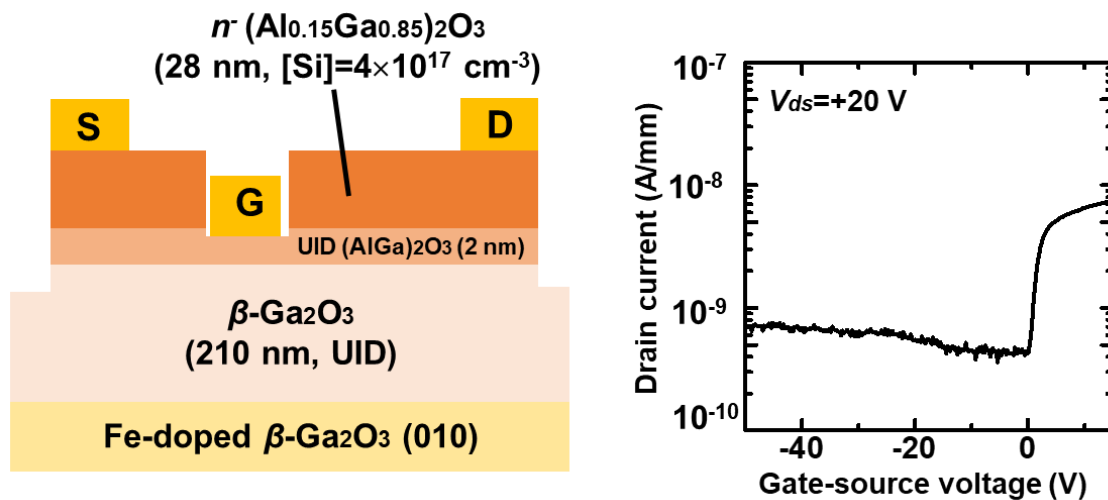 n⁻ (Al0.15Ga0.85)2O3
(28 nm, [Si]=4×10¹⁷ cm⁻³)
S
D
G
UID (AlGa)2O3 (2 nm)
β-Ga2O3
(210 nm, UID)
Fe-doped β-Ga2O3 (010)
Vds=+20 V
Drain current (A/mm)
10⁻⁷
10⁻⁸
10⁻⁹
10⁻¹⁰
-40
-20
0
Gate-source voltage (V)